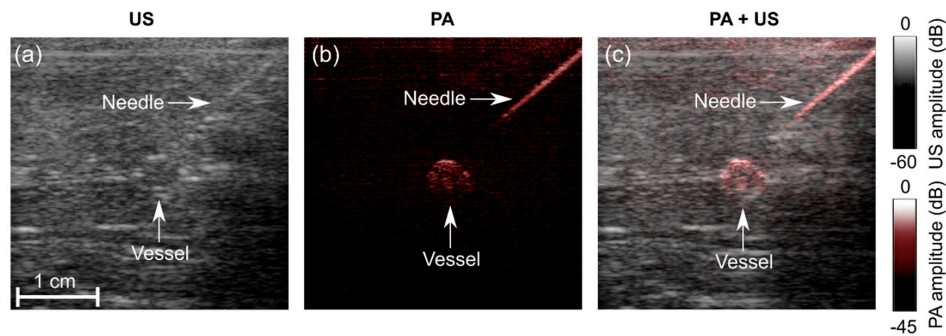 US
PA
PA + US
(a)
Needle
Vessel
1 cm
(b)
Needle
Vessel
(c)
Needle
Vessel
0
US amplitude (dB)
-60
0
PA amplitude (dB)
-45